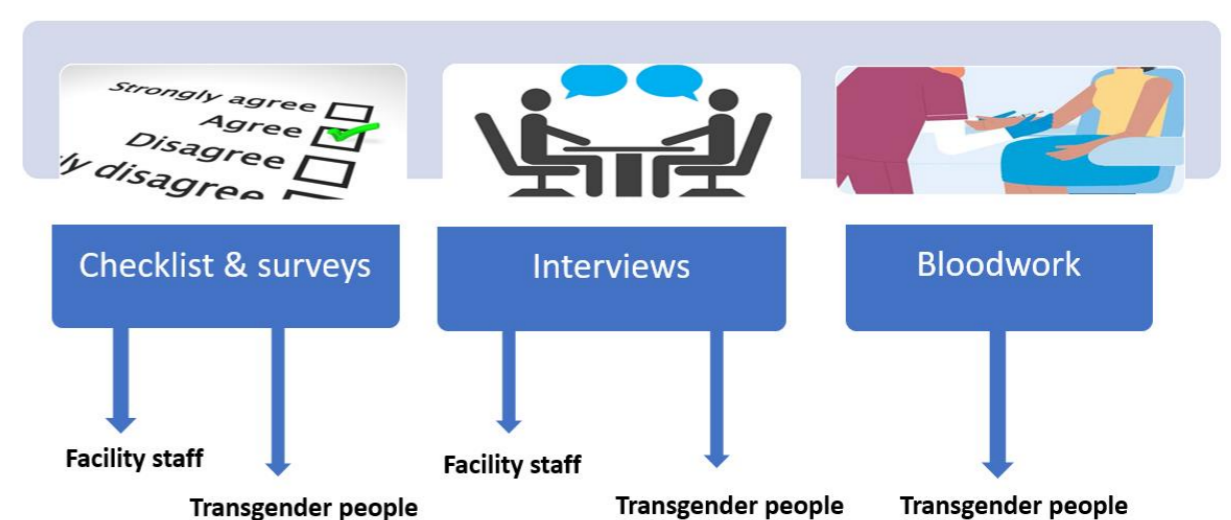 Strongly agree
Agree
Disagree
ly disagree
Checklist & surveys
Interviews
Bloodwork
Facility staff
Transgender people
Facility staff
Transgender people
Transgender people